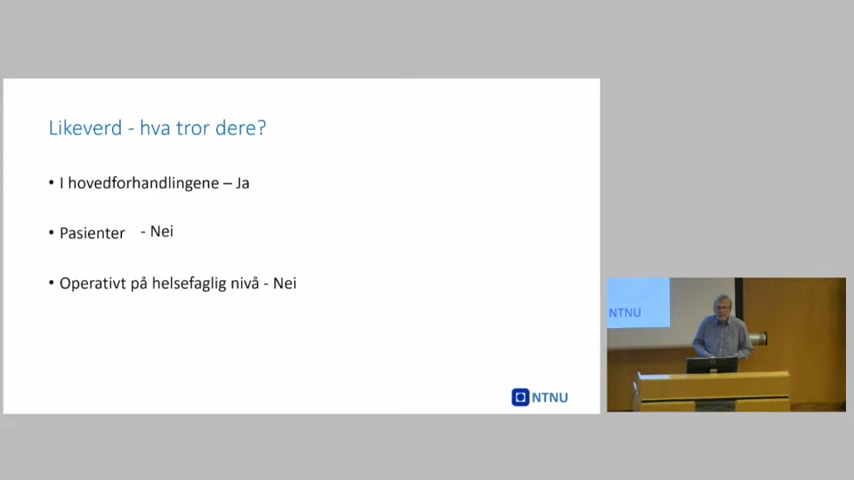 Likeverd - hva tror dere?
• I hovedforhandlingene – Ja
• Pasienter - Nei
• Operativt på helsefaglig nivå - Nei
NTNU
NTNU